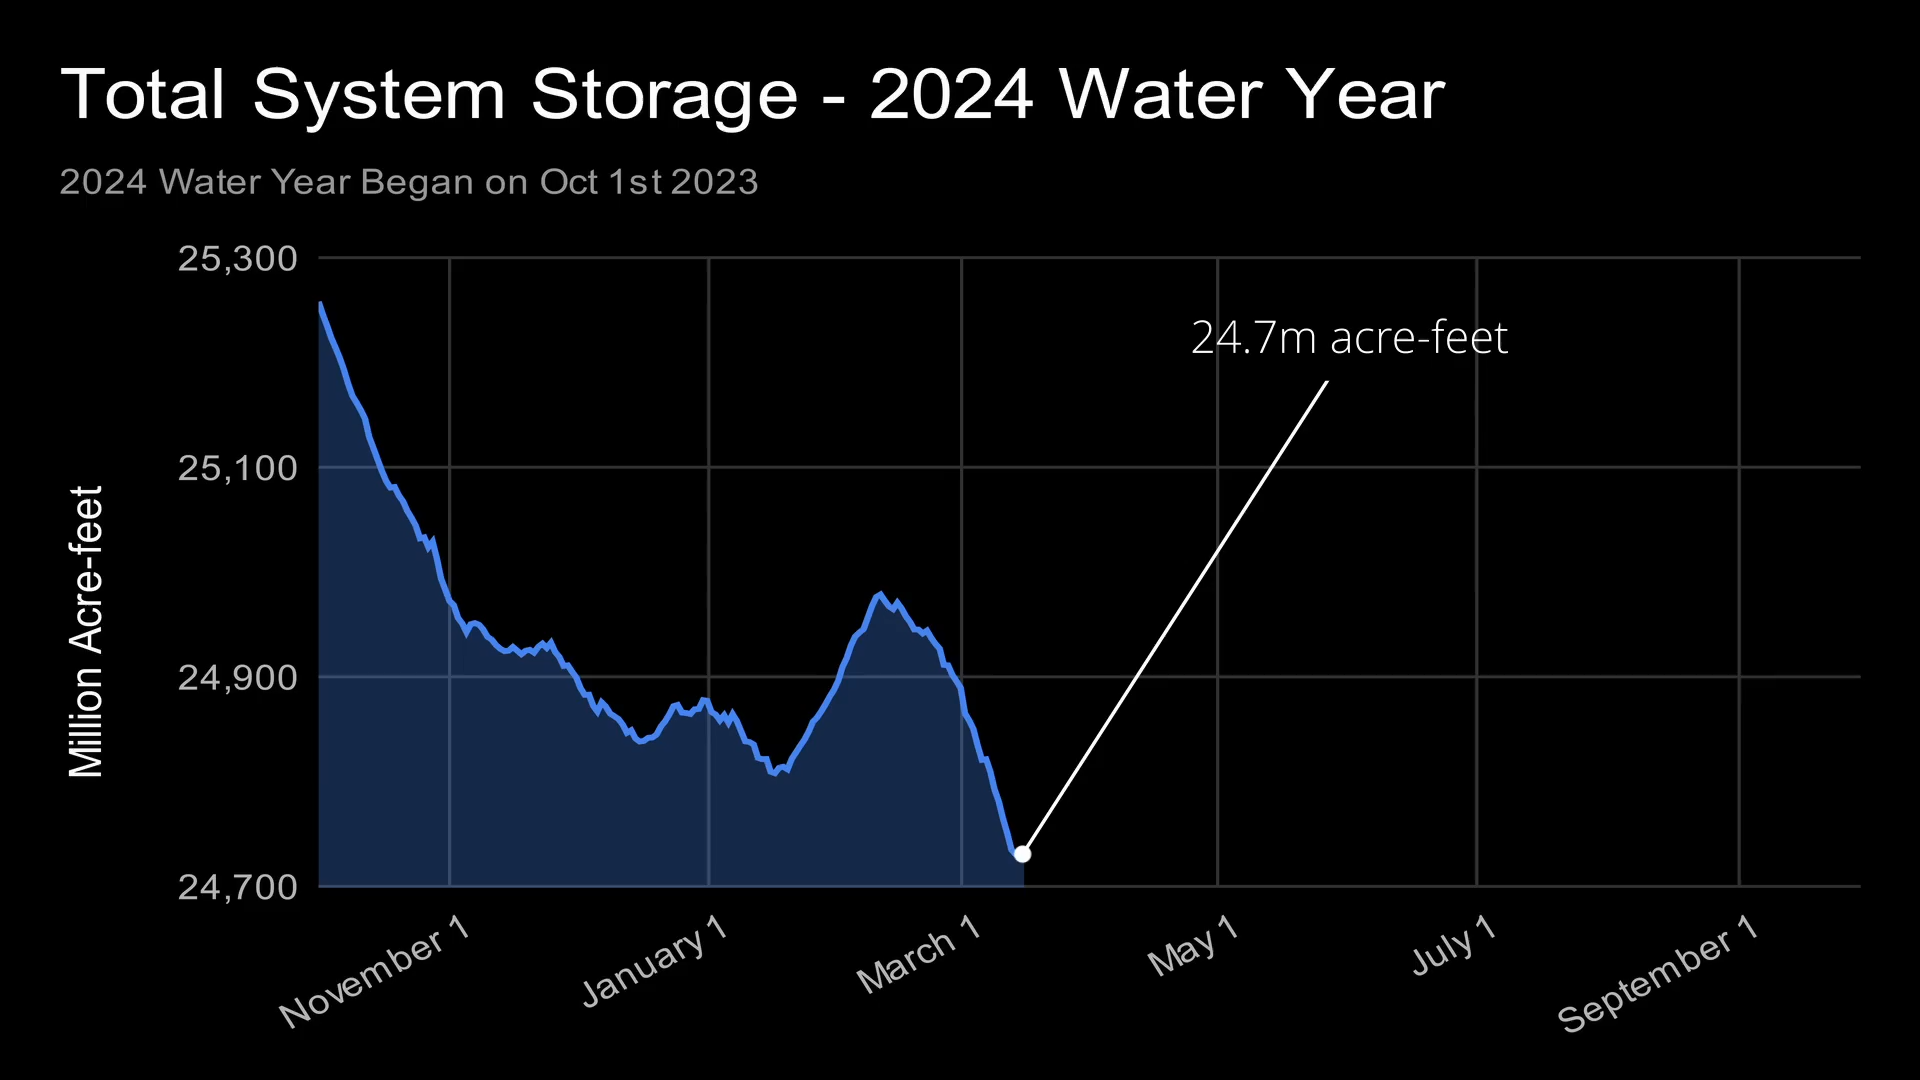 Total System Storage - 2024 Water Year
2024 Water Year Began on Oct 1st 2023
25,300
24.7m acre-feet
25,100
Million Acre-feet
24,900
24,700
November 1
January 1
March 1
May 1
July 1
September 1